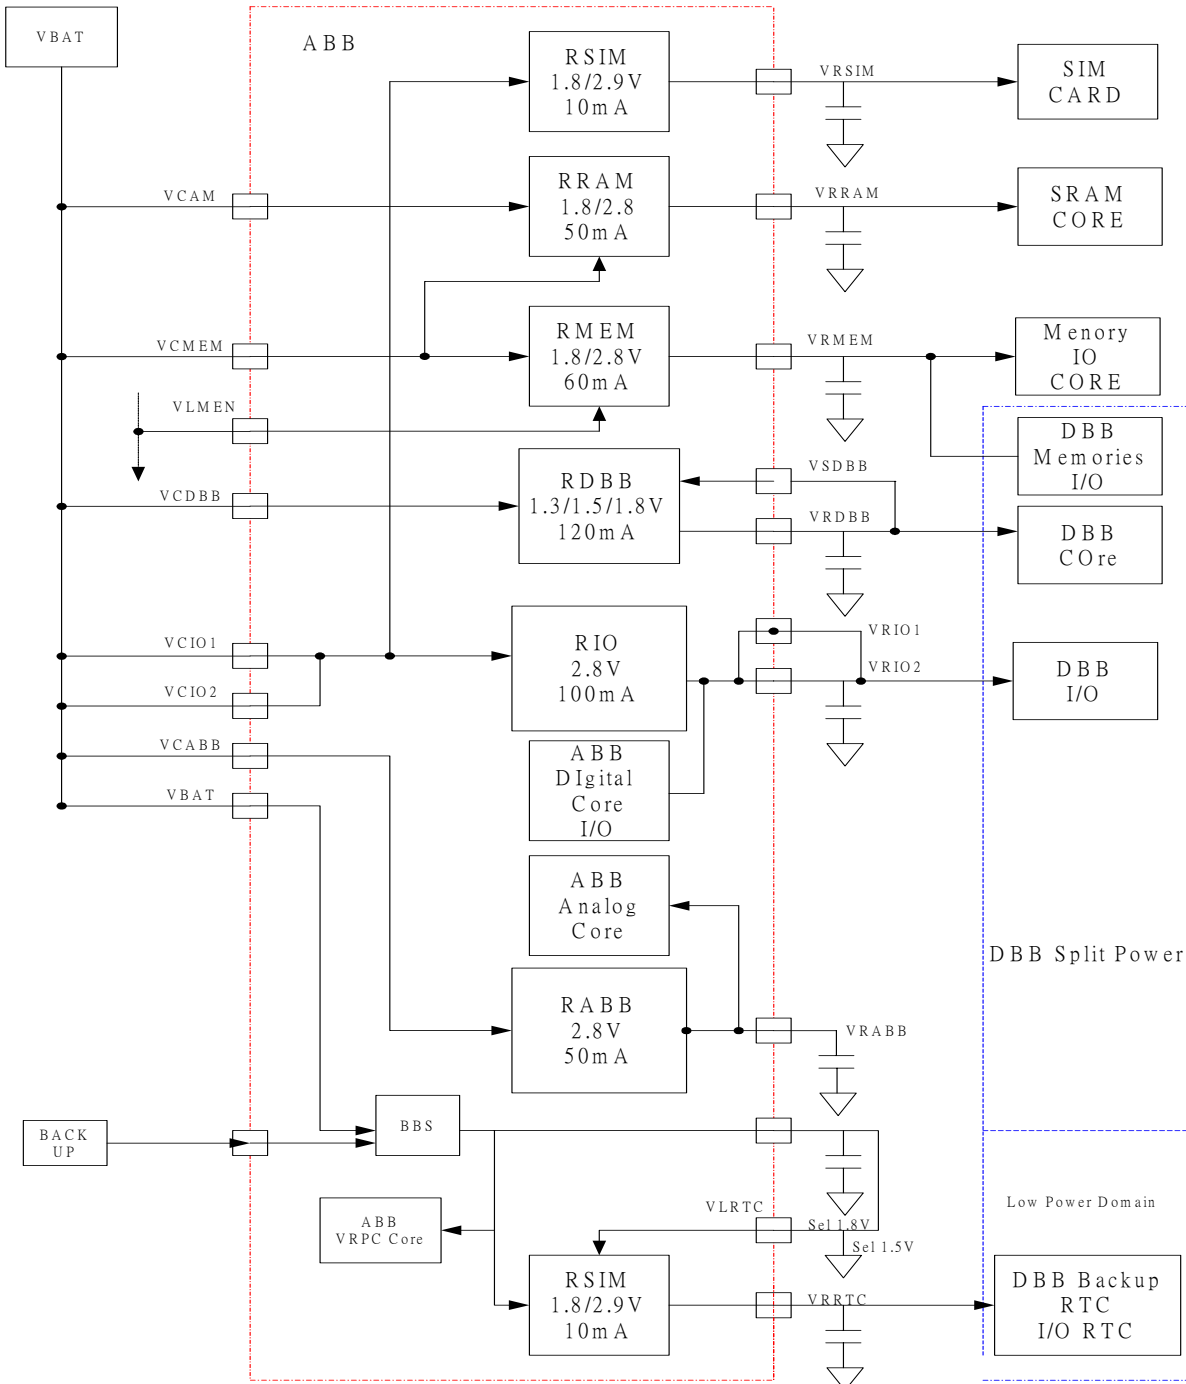 VBAT
ABB
RSIM
1.8/2.9V
10mA
VRSIM
SIM
CARD
VCAM
RRAM
1.8/2.8
50mA
VRRAM
SRAM
CORE
VCMEM
RMEM
1.8/2.8V
60mA
VRMEM
Menory
IO
CORE
VLMEN
DBB
Memories
I/O
VCDBB
RDBB
1.3/1.5/1.8V
120mA
VSDBB
VRDBB
DBB
COre
VCIO1
VCIO2
RIO
2.8V
100mA
VRIO1
VRIO2
DBB
I/O
VCABB
VBAT
ABB
DIgital
Core
I/O
ABB
Analog
Core
DBB Split Power
RABB
2.8V
50mA
VRABB
BACK
UP
BBS
ABB
VRPC Core
VLRTC
Sel 1.8V
Sel 1.5V
Low Power Domain
RSIM
1.8/2.9V
10mA
VRRTC
DBB Backup
RTC
I/O RTC